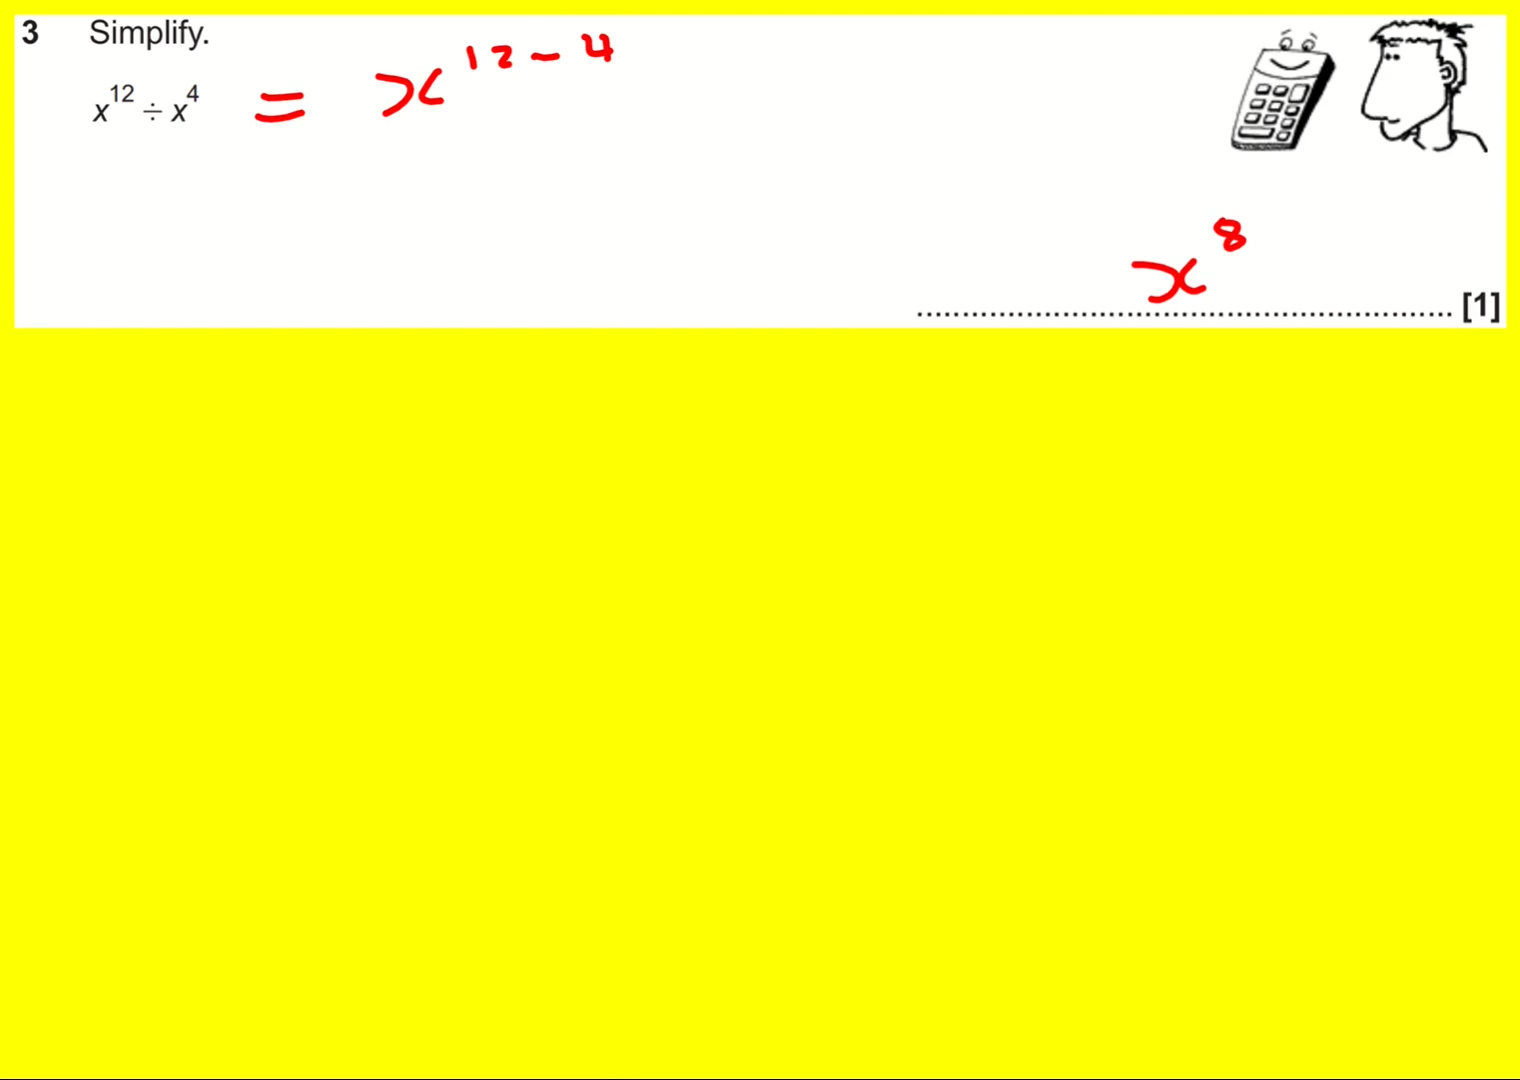 3 Simplify.
x¹² ÷ x⁴ = x¹²⁻⁴
x⁸
[1]